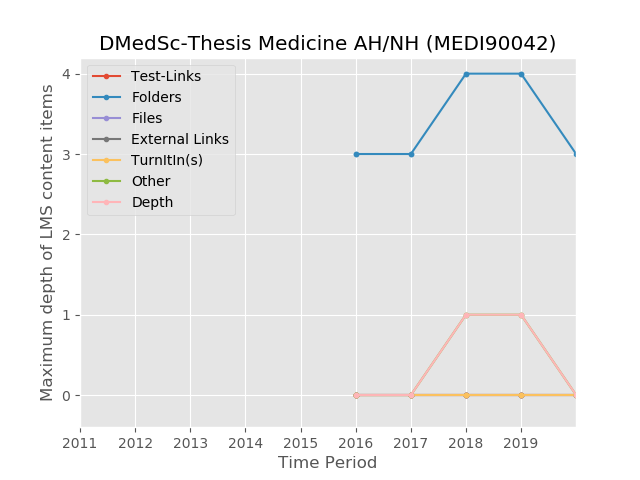 DMedSc-Thesis Medicine AH/NH (MEDI90042)
Test-Links
Folders
Files
External Links
TurnItIn(s)
Other
Depth
Maximum depth of LMS content items
4
3
2
1
0
2011 2012 2013 2014 2015 2016 2017 2018 2019
Time Period